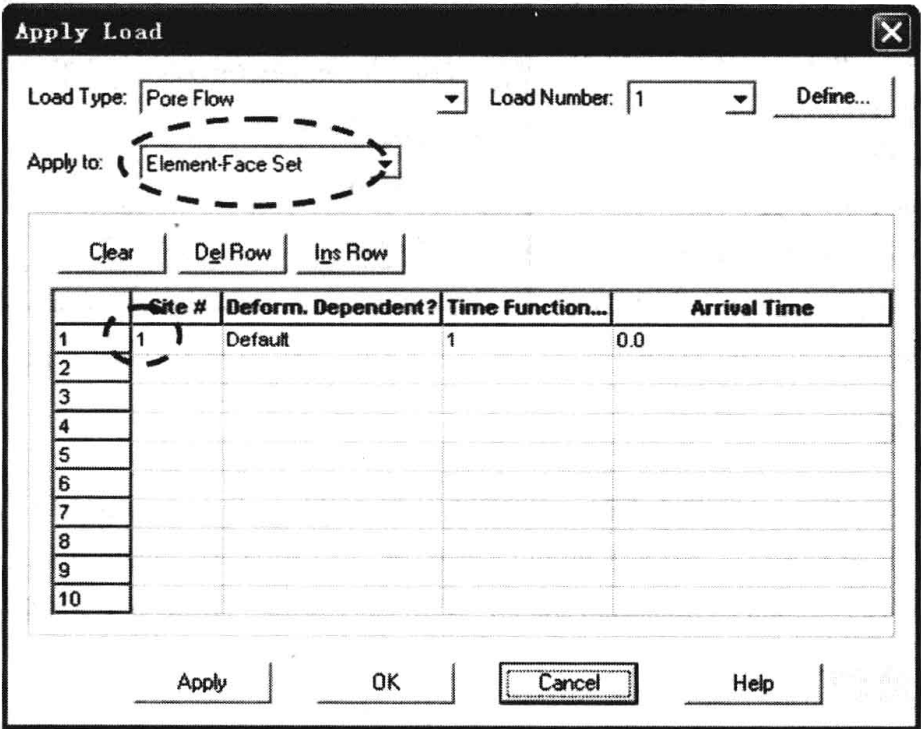 Apply Load
Load Type: Pore Flow Load Number: 1 Define...
Apply to: Element-Face Set
Clear Del Row Ins Row
Site # Deform. Dependent? Time Function... Arrival Time
1 1 Default 1 0.0
2
3
4
5
6
7
8
9
10
Apply OK Cancel Help